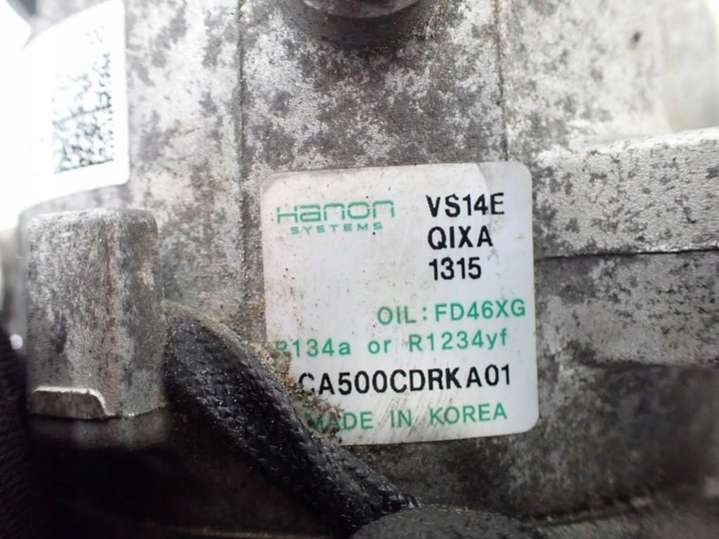 Hanon
SYSTEMS
VS14E
QIXA
1315
OIL: FD46XG
R134a or R1234yf
CA500CDRKA01
MADE IN KOREA